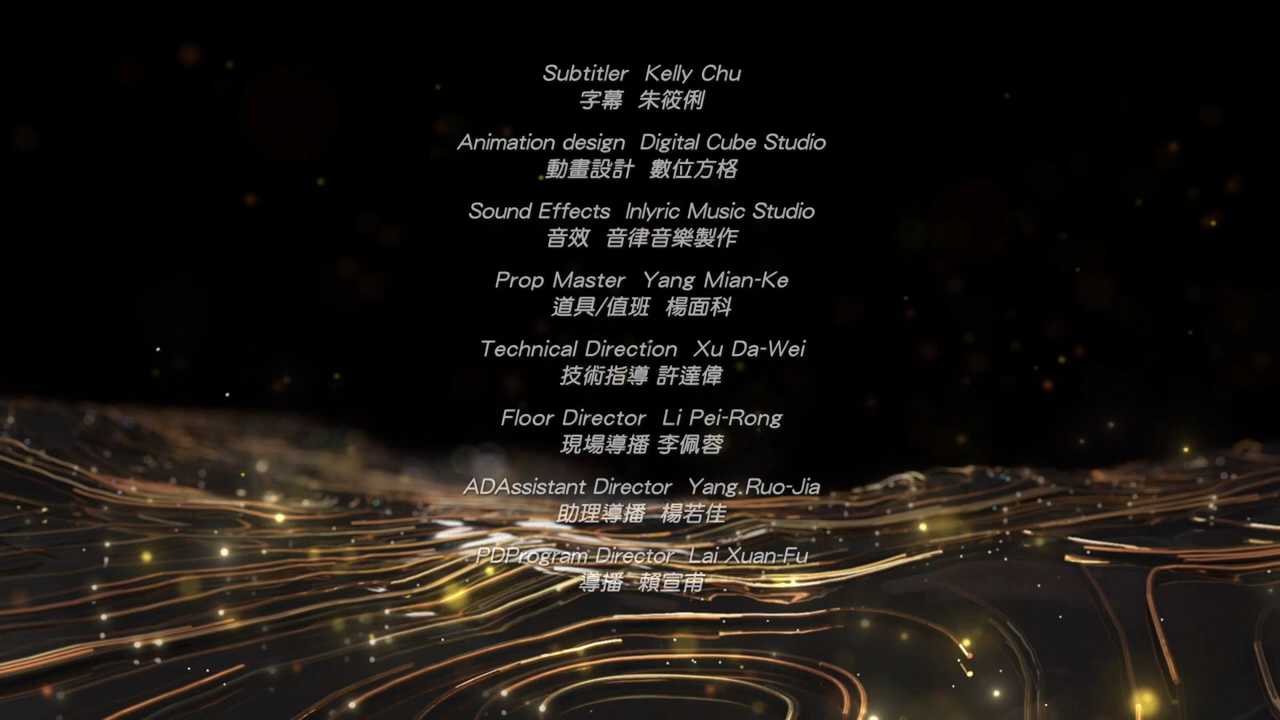 Subtitler Kelly Chu
字幕 朱筱俐
Animation design Digital Cube Studio
動畫設計 數位方格
Sound Effects Inlyric Music Studio
音效 音律音樂製作
Prop Master Yang Mian-Ke
道具/值班 楊面科
Technical Direction Xu Da-Wei
技術指導 許達偉
Floor Director Li Pei-Rong
現場導播 李佩蓉
ADAssistant Director Yang Ruo-Jia
助理導播 楊若佳
PDProgram Director Lai Xuan-Fu
導播 賴宣甫